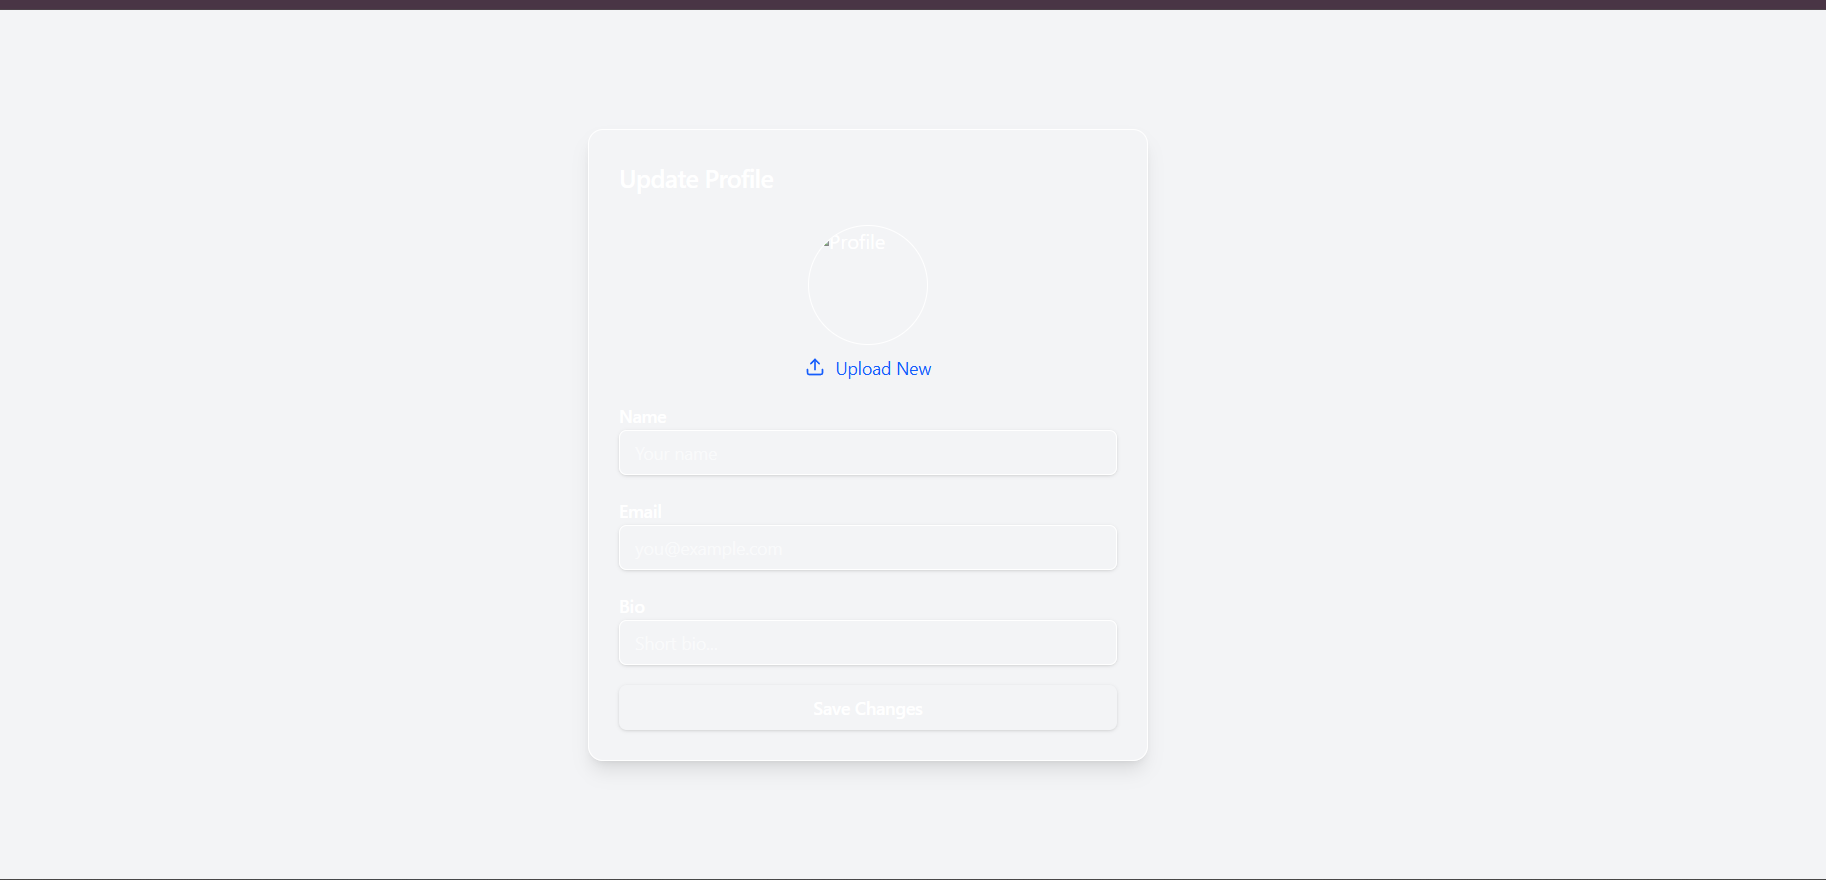 Update Profile
Profile
Upload New
Name
Your name
Email
you@example.com
Bio
Short bio...
Save Changes